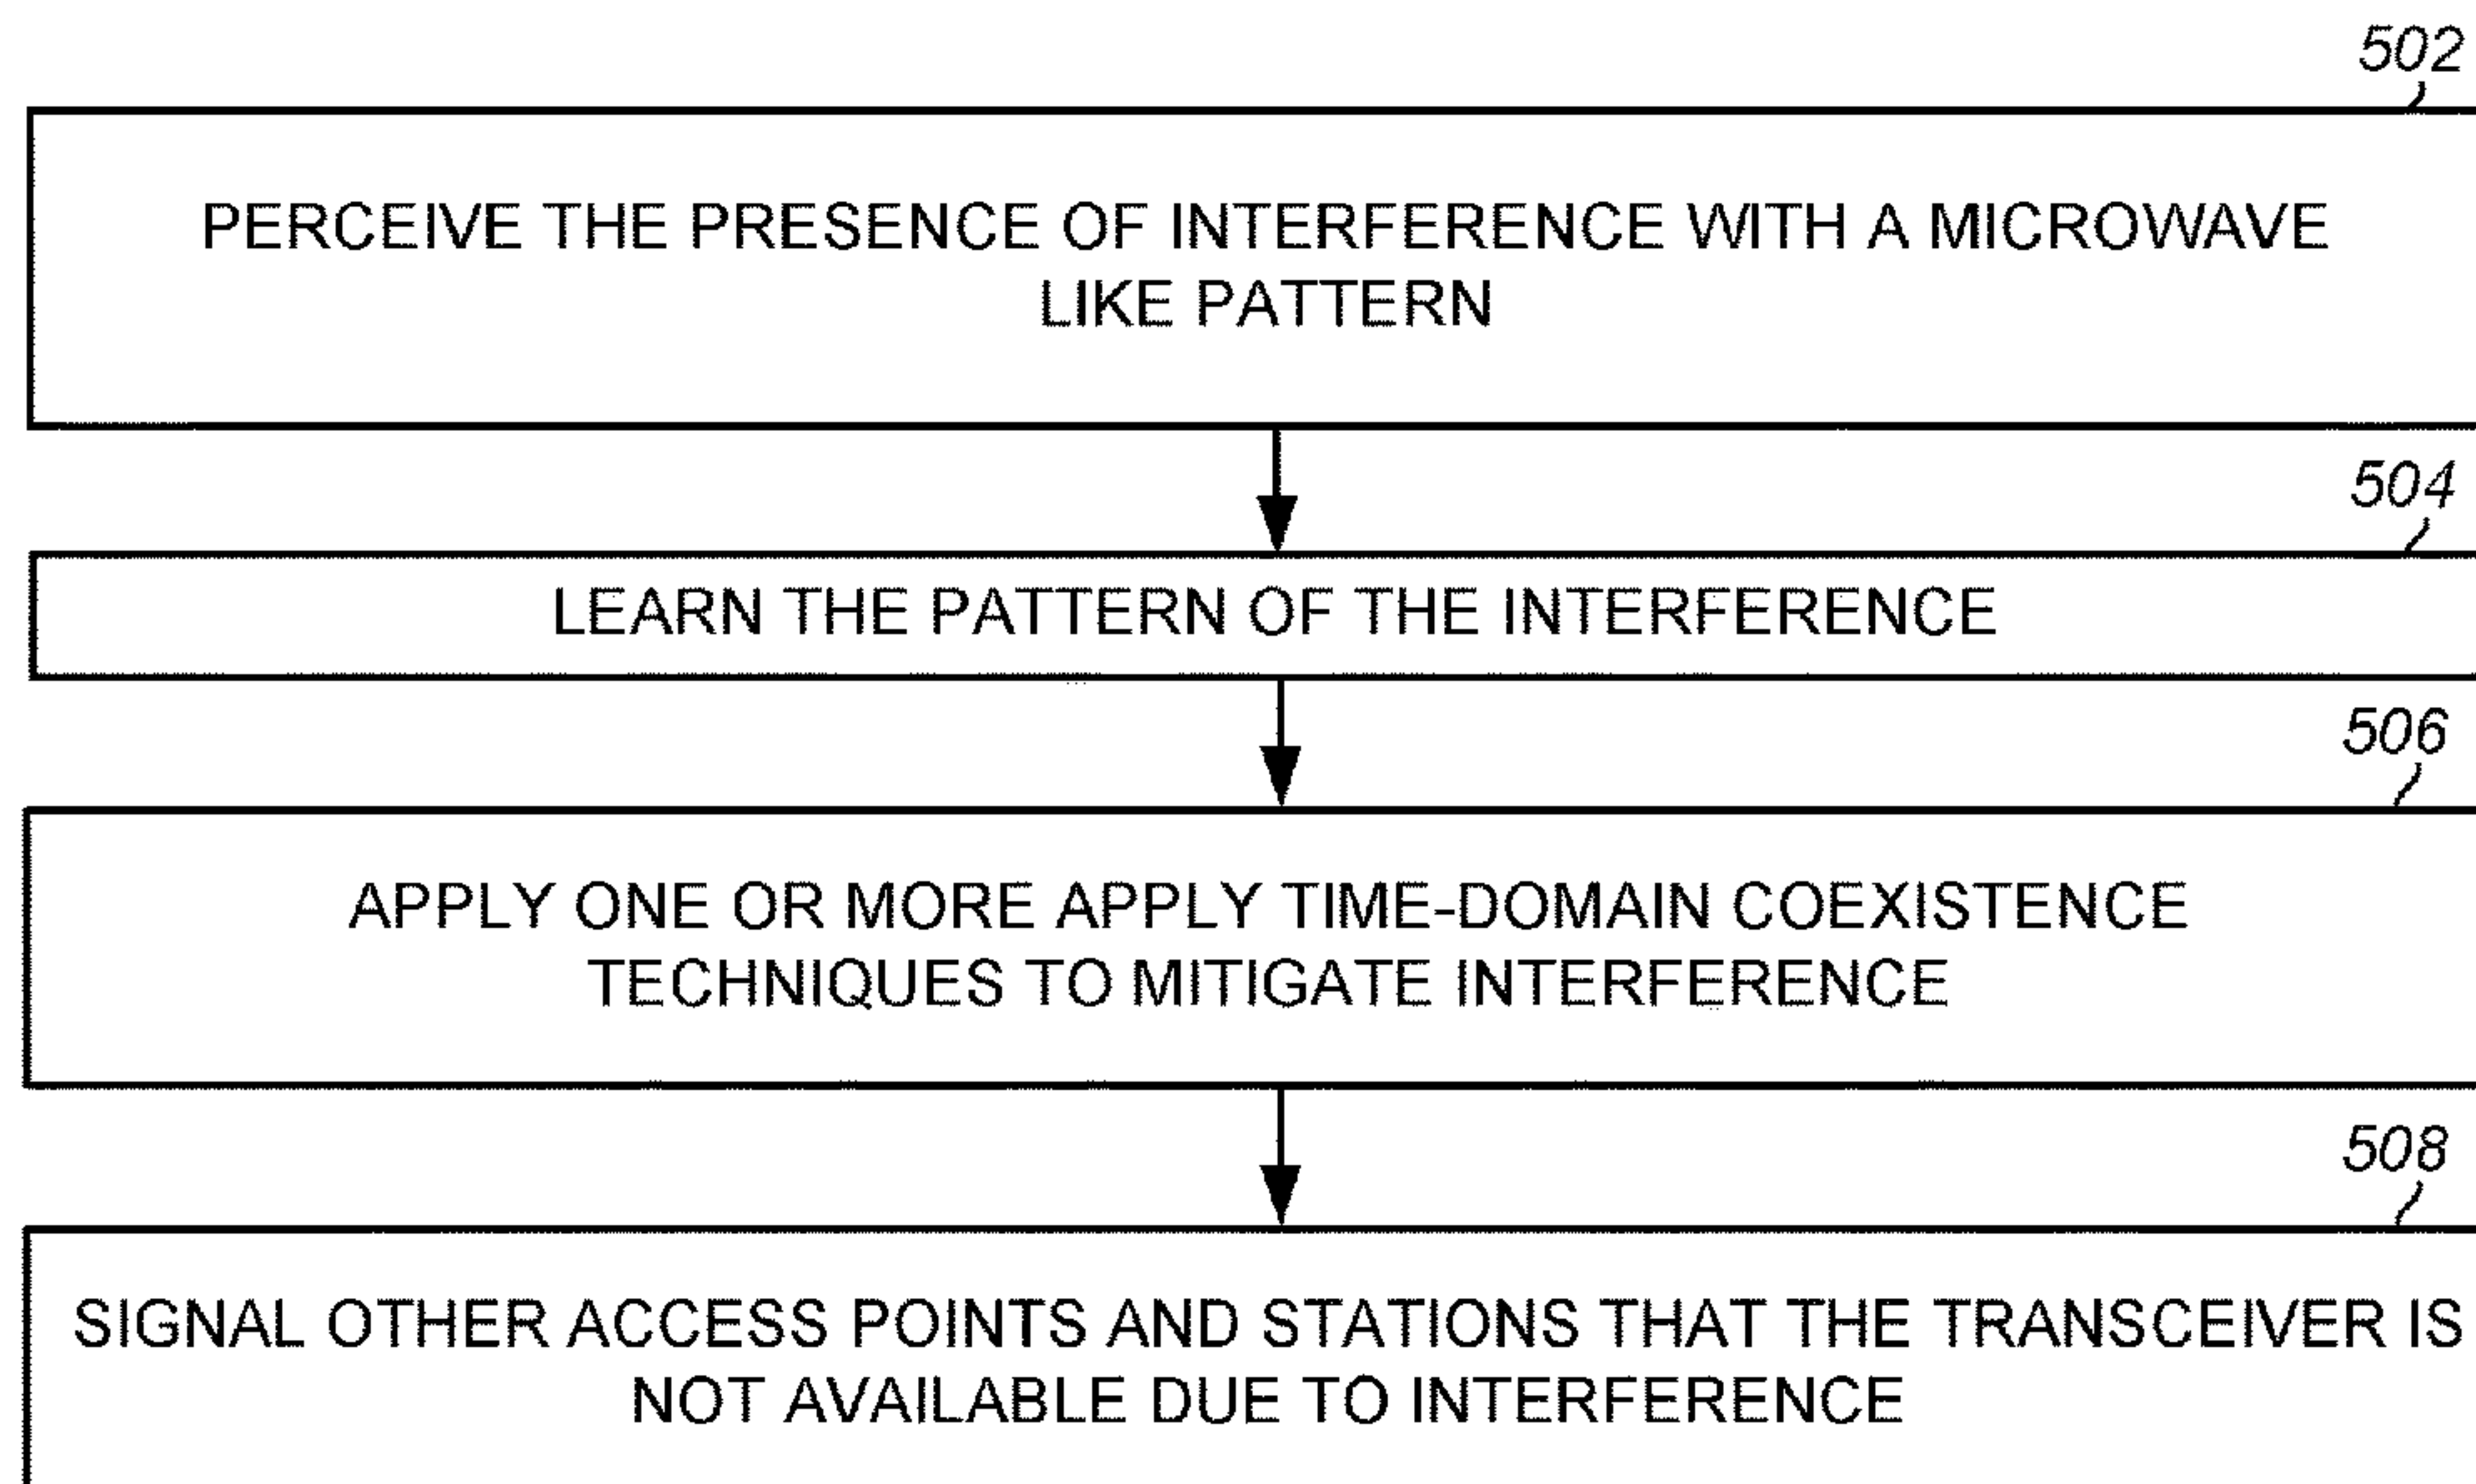 502
PERCEIVE THE PRESENCE OF INTERFERENCE WITH A MICROWAVE
LIKE PATTERN
504
LEARN THE PATTERN OF THE INTERFERENCE
506
APPLY ONE OR MORE APPLY TIME-DOMAIN COEXISTENCE
TECHNIQUES TO MITIGATE INTERFERENCE
508
SIGNAL OTHER ACCESS POINTS AND STATIONS THAT THE TRANSCEIVER IS
NOT AVAILABLE DUE TO INTERFERENCE